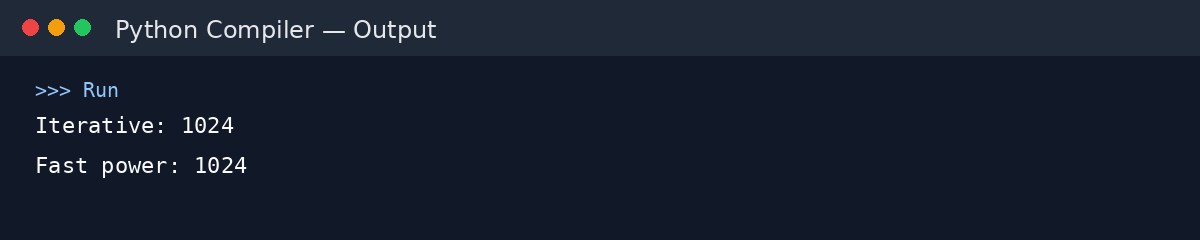 Python Compiler — Output
>>> Run
Iterative: 1024
Fast power: 1024